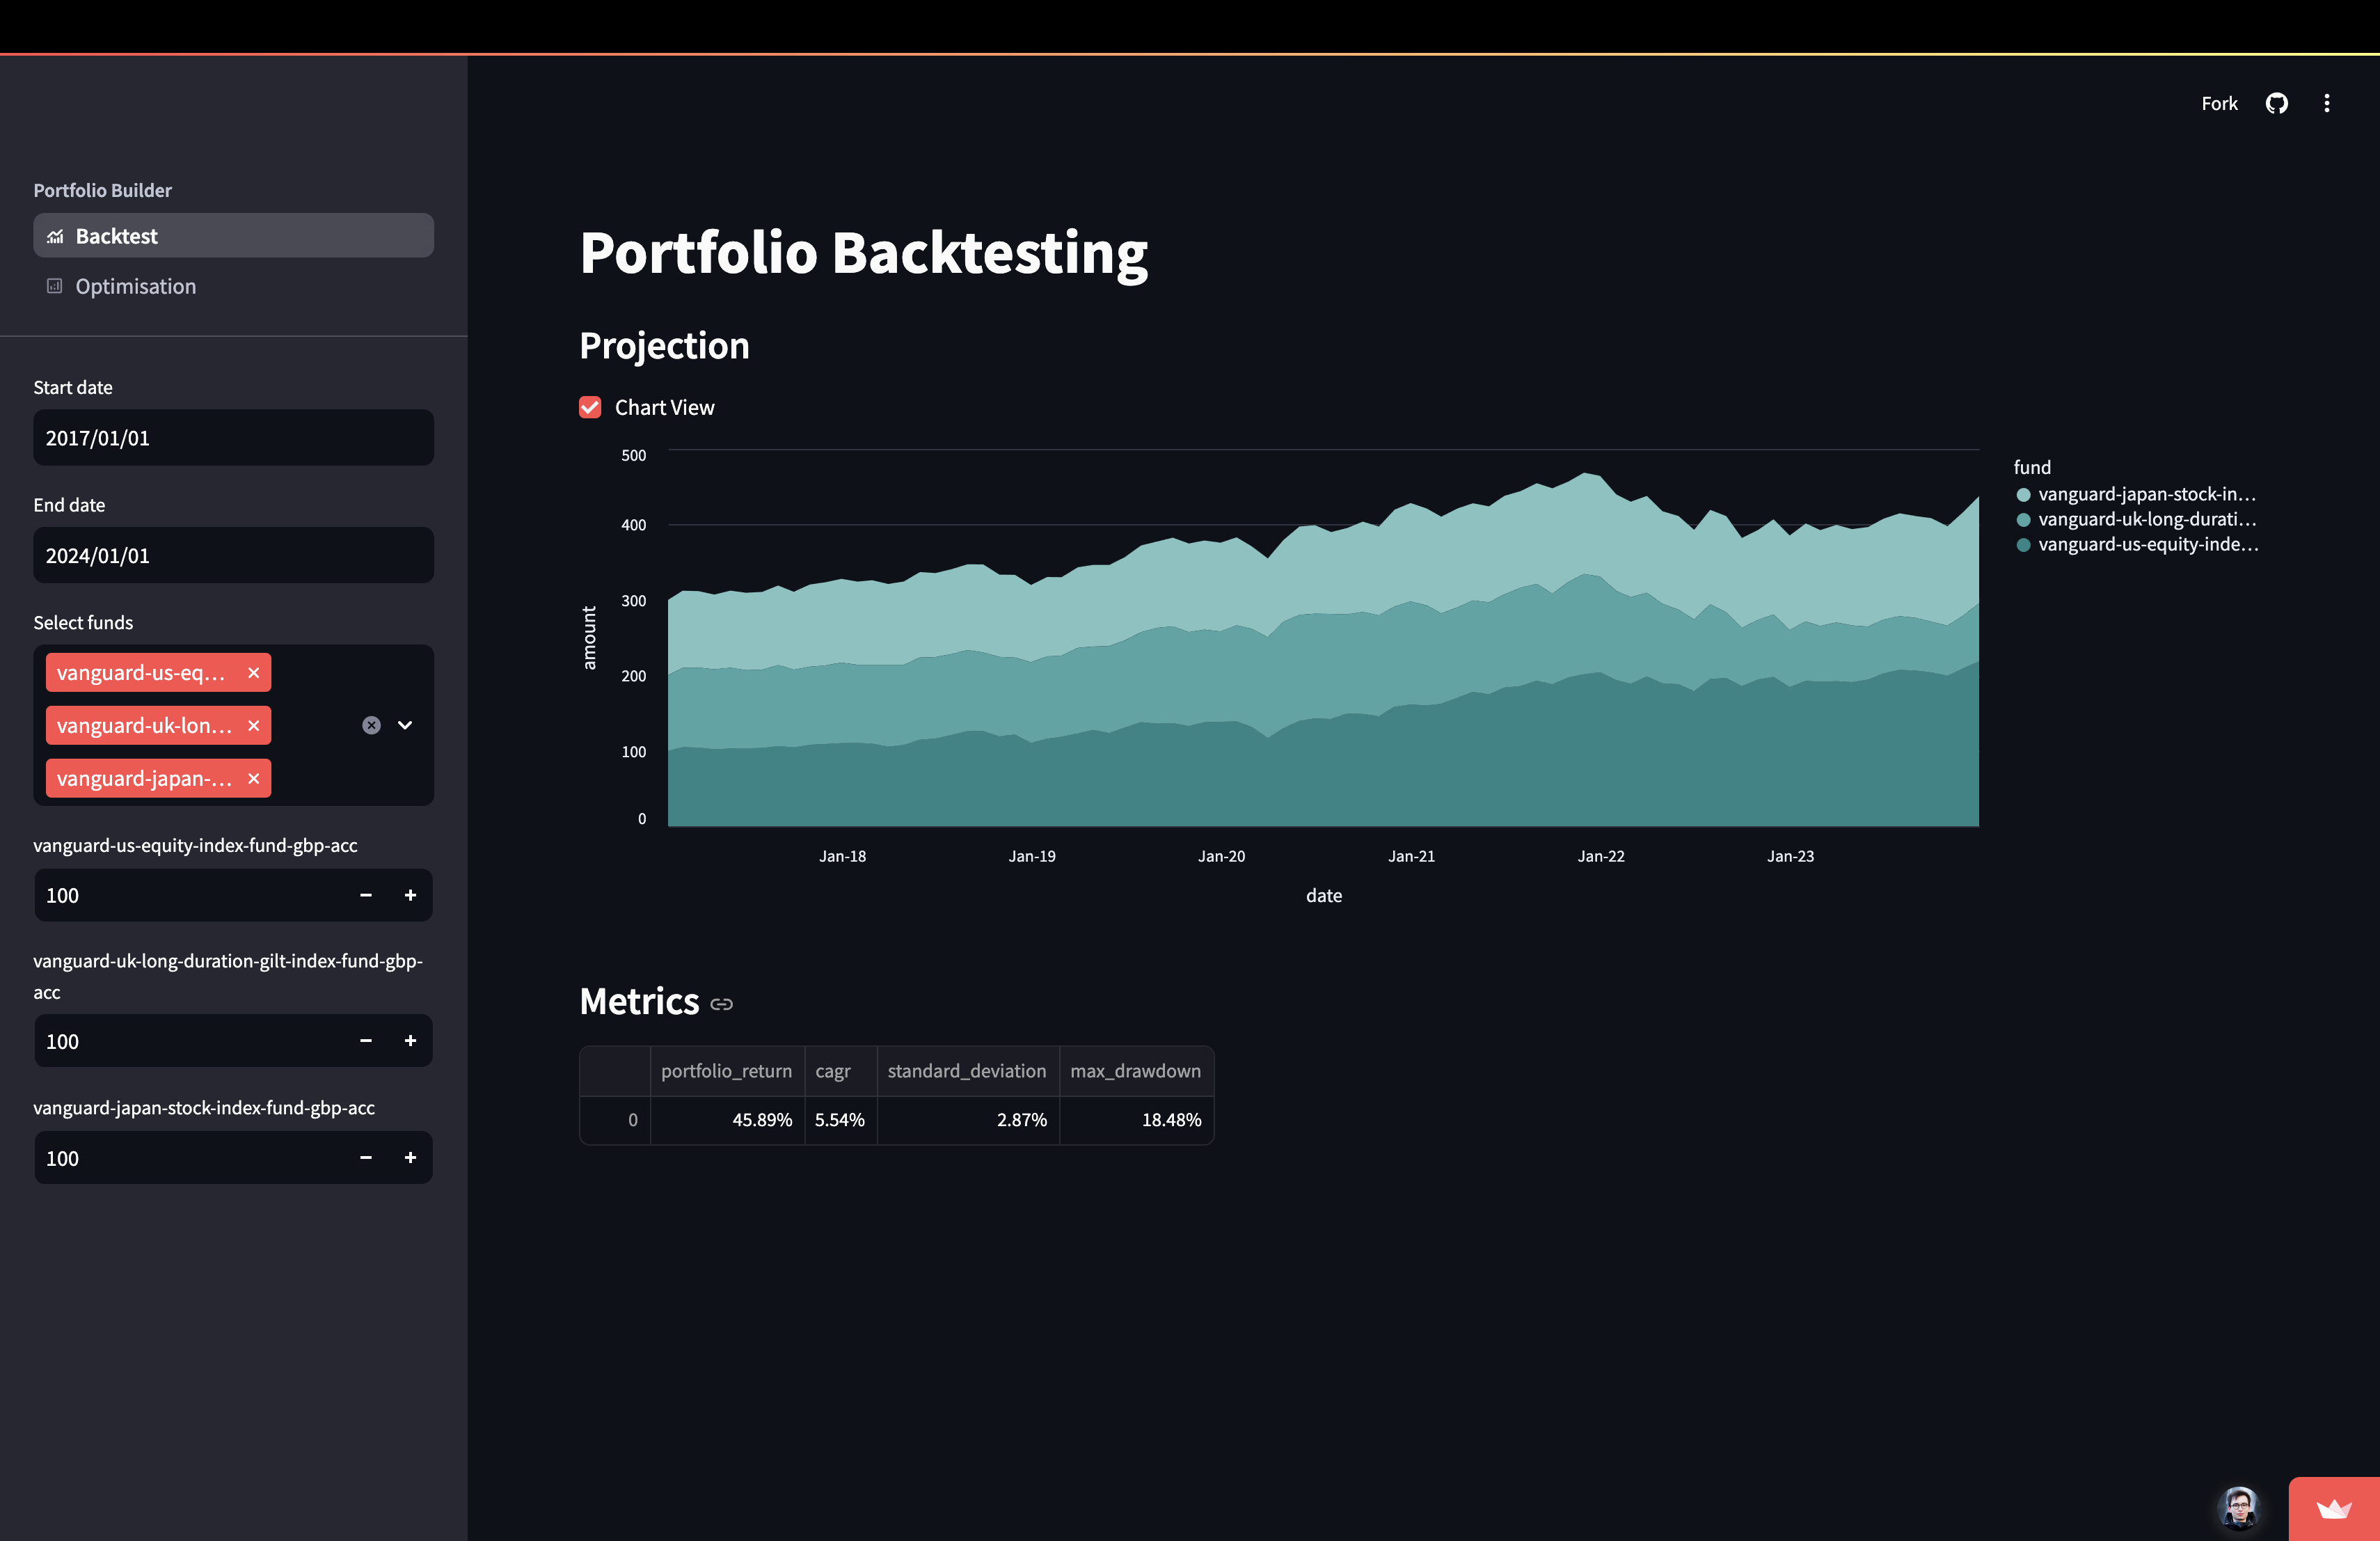 Fork
Portfolio Builder
Backtest
Optimisation
Start date
2017/01/01
End date
2024/01/01
Select funds
vanguard-us-eq...
vanguard-uk-lon...
vanguard-japan-...
vanguard-us-equity-index-fund-gbp-acc
100
vanguard-uk-long-duration-gilt-index-fund-gbp-
acc
100
vanguard-japan-stock-index-fund-gbp-acc
100
Portfolio Backtesting
Projection
Chart View
500
400
300
200
100
0
amount
Jan-18 Jan-19 Jan-20 Jan-21 Jan-22 Jan-23
date
fund
vanguard-japan-stock-in…
vanguard-uk-long-durati…
vanguard-us-equity-inde…
Metrics
portfolio_return cagr standard_deviation max_drawdown
0 45.89% 5.54% 2.87% 18.48%